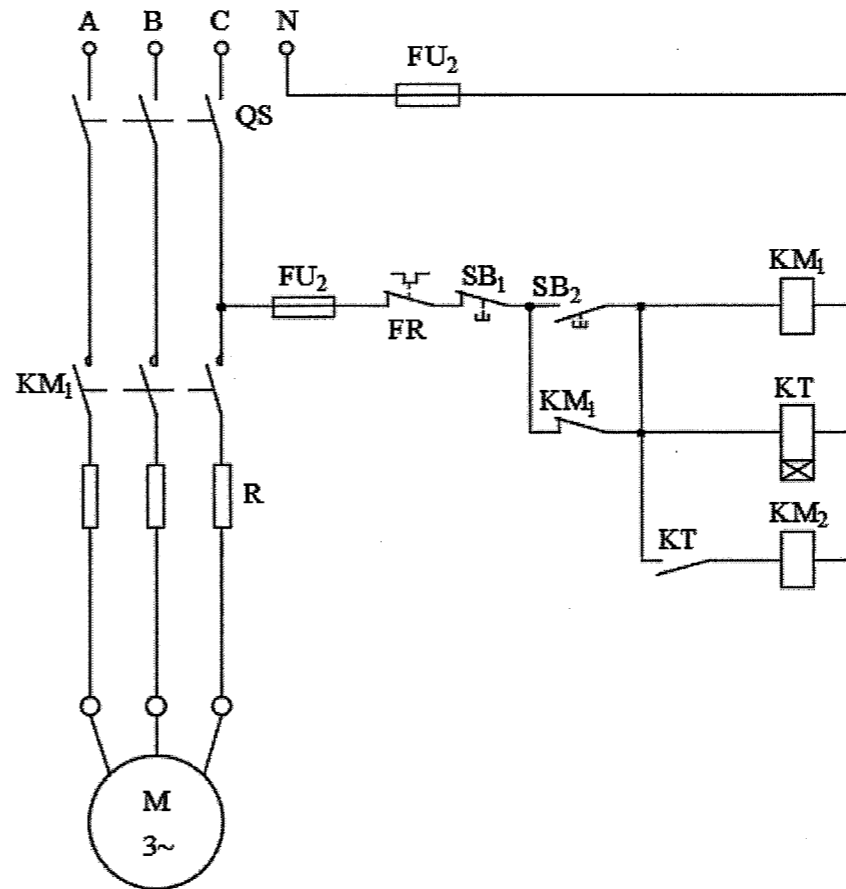 A B C N
FU₂
QS
FU₂
FR
SB₁
SB₂
KM₁
KM₁
KM₁
KT
R
KT
KM₂
M
3~